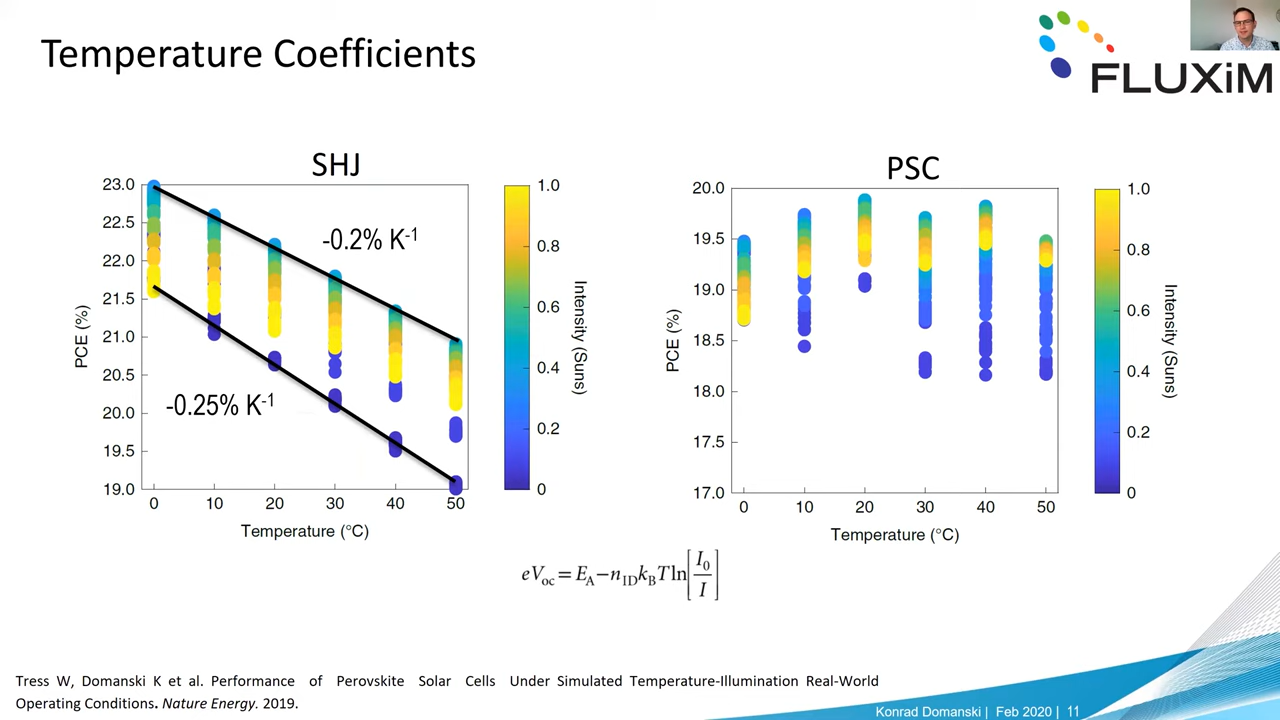 Temperature Coefficients
FLUXiM
SHJ
PSC
23.0
22.5
22.0
21.5
21.0
20.5
20.0
19.5
19.0
PCE (%)
-0.2% K-1
-0.25% K-1
0 10 20 30 40 50
Temperature (°C)
1.0
0.8
0.6
0.4
0.2
0
Intensity (Suns)
20.0
19.5
19.0
18.5
18.0
17.5
17.0
PCE (%)
0 10 20 30 40 50
Temperature (°C)
1.0
0.8
0.6
0.4
0.2
0
Intensity (Suns)
eVoc = EA − nIDkBT ln[I0/I]
Tress W, Domanski K et al. Performance of Perovskite Solar Cells Under Simulated Temperature-Illumination Real-World
Operating Conditions. Nature Energy. 2019.
Konrad Domanski | Feb 2020 | 11